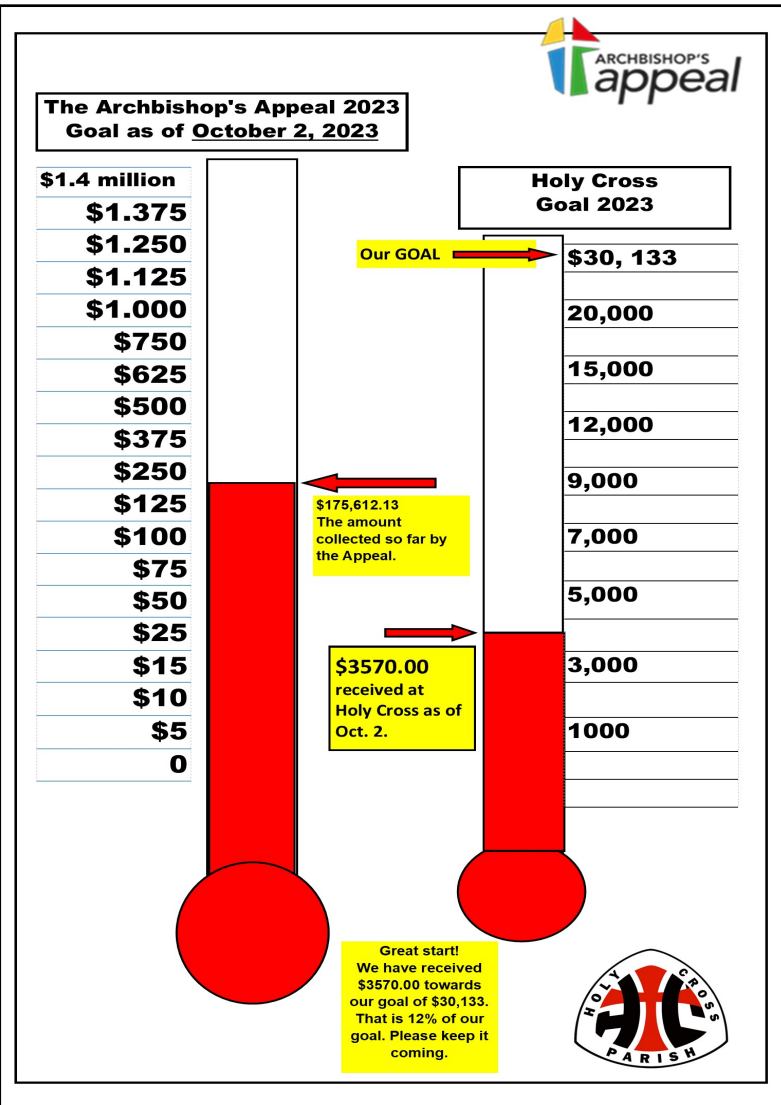 ARCHBISHOP'S
appeal
The Archbishop's Appeal 2023
Goal as of October 2, 2023
$1.4 million
$1.375
$1.250
$1.125
$1.000
$750
$625
$500
$375
$250
$125
$100
$75
$50
$25
$15
$10
$5
0
$175,612.13
The amount
collected so far by
the Appeal.
Holy Cross
Goal 2023
Our GOAL
$30, 133
20,000
15,000
12,000
9,000
7,000
5,000
3,000
1000
$3570.00
received at
Holy Cross as of
Oct. 2.
Great start!
We have received
$3570.00 towards
our goal of $30,133.
That is 12% of our
goal. Please keep it
coming.
HOLY CROSS
PARISH